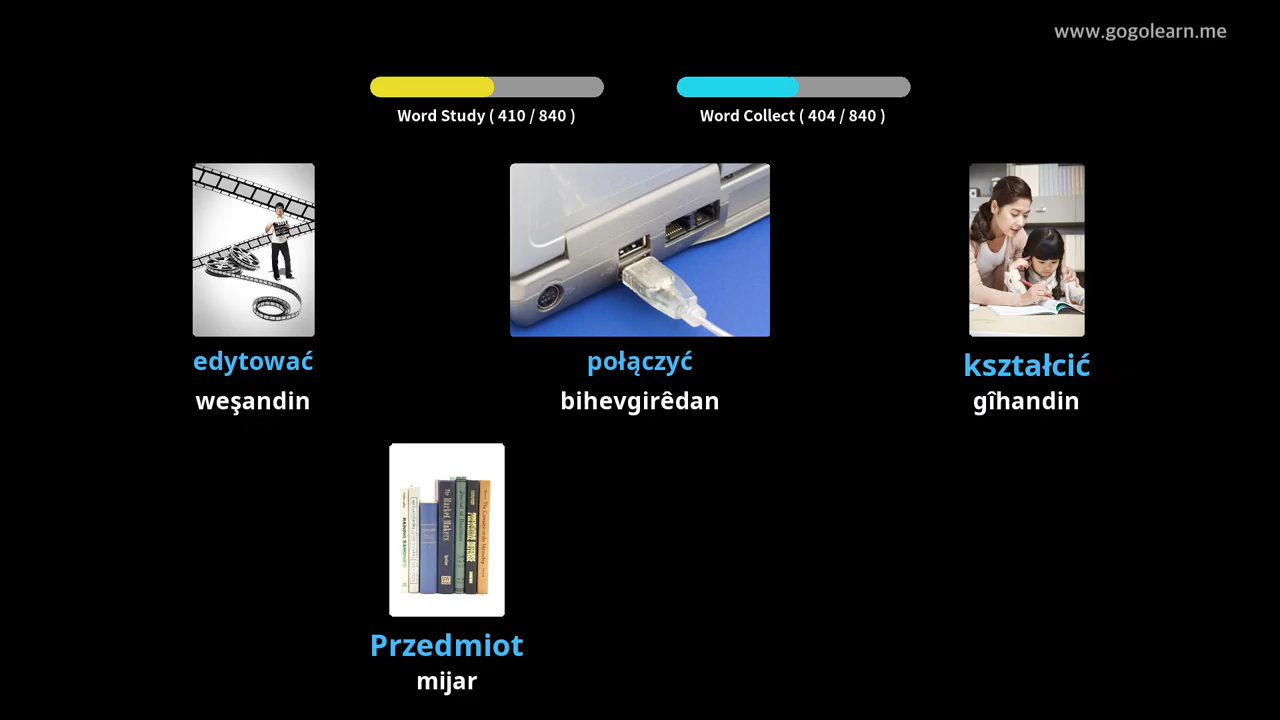 www.gogolearn.me
Word Study ( 410 / 840 )
Word Collect ( 404 / 840 )
edytować
połączyć
kształcić
weşandin
bihevgirêdan
gîhandin
Przedmiot
mijar